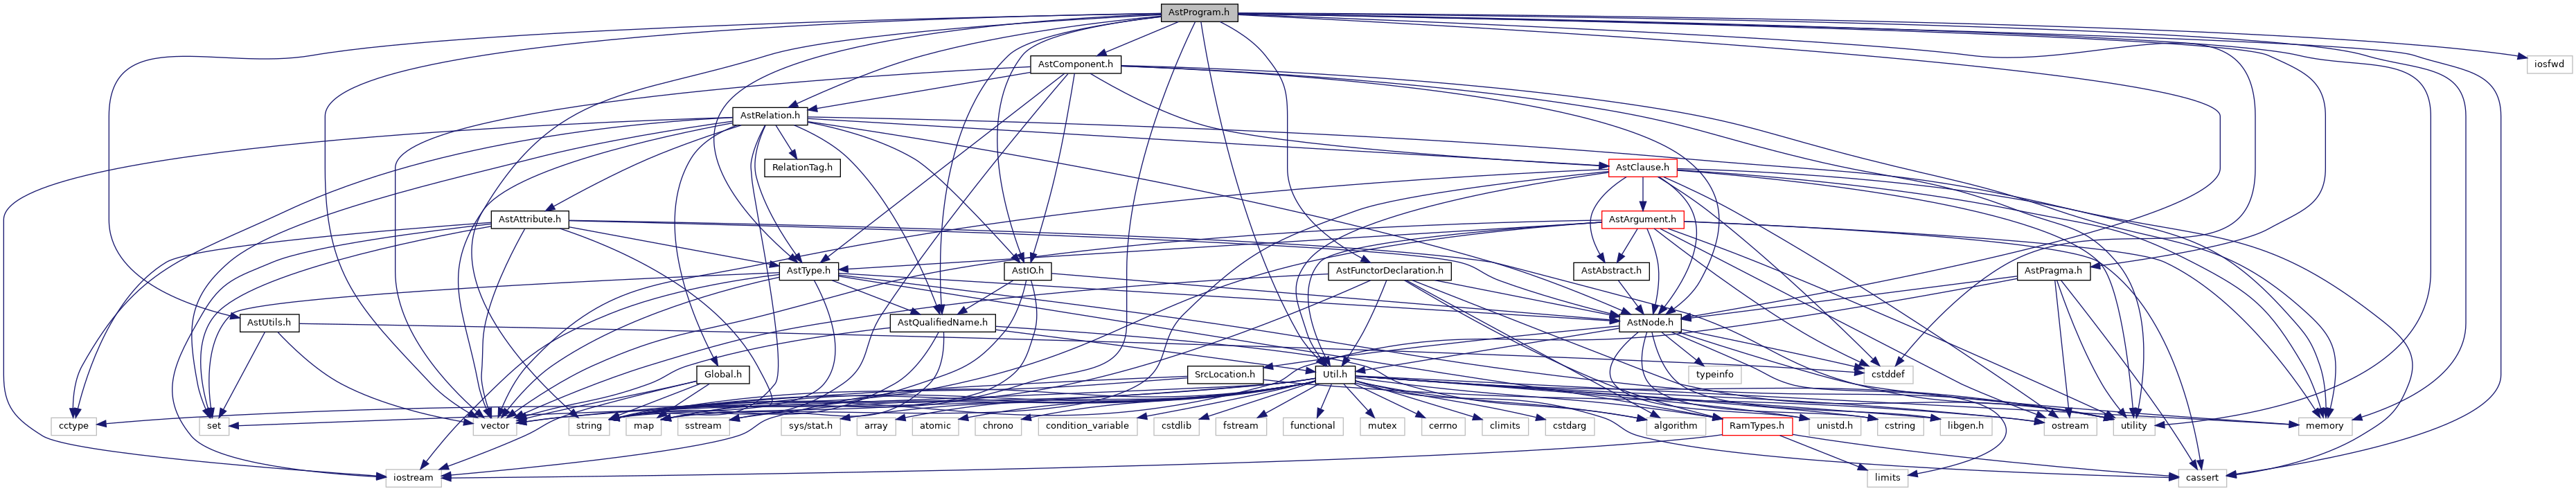 AstProgram.h
AstComponent.h
iosfwd
AstRelation.h
RelationTag.h
AstClause.h
AstAttribute.h
AstArgument.h
AstType.h
AstIO.h
AstFunctorDeclaration.h
AstAbstract.h
AstPragma.h
AstUtils.h
AstQualifiedName.h
AstNode.h
Global.h
SrcLocation.h
Util.h
typeinfo
cstddef
cctype
set
vector
string
map
sstream
sys/stat.h
array
atomic
chrono
condition_variable
cstdlib
fstream
functional
mutex
cerrno
climits
cstdarg
algorithm
RamTypes.h
unistd.h
cstring
libgen.h
ostream
utility
memory
iostream
limits
cassert